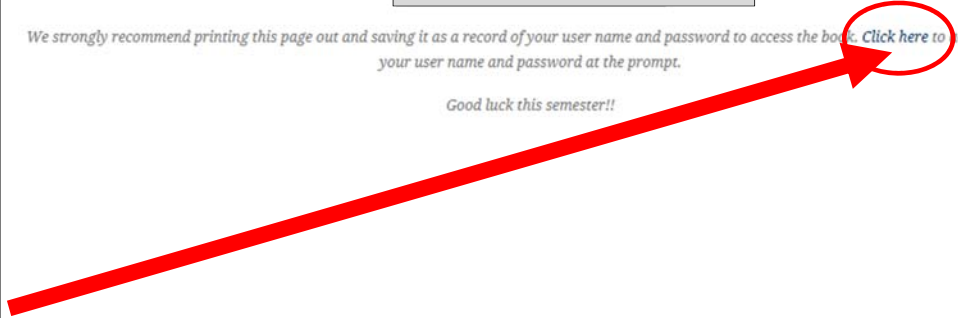 We strongly recommend printing this page out and saving it as a record of your user name and password to access the book. Click here to
your user name and password at the prompt.
Good luck this semester!!